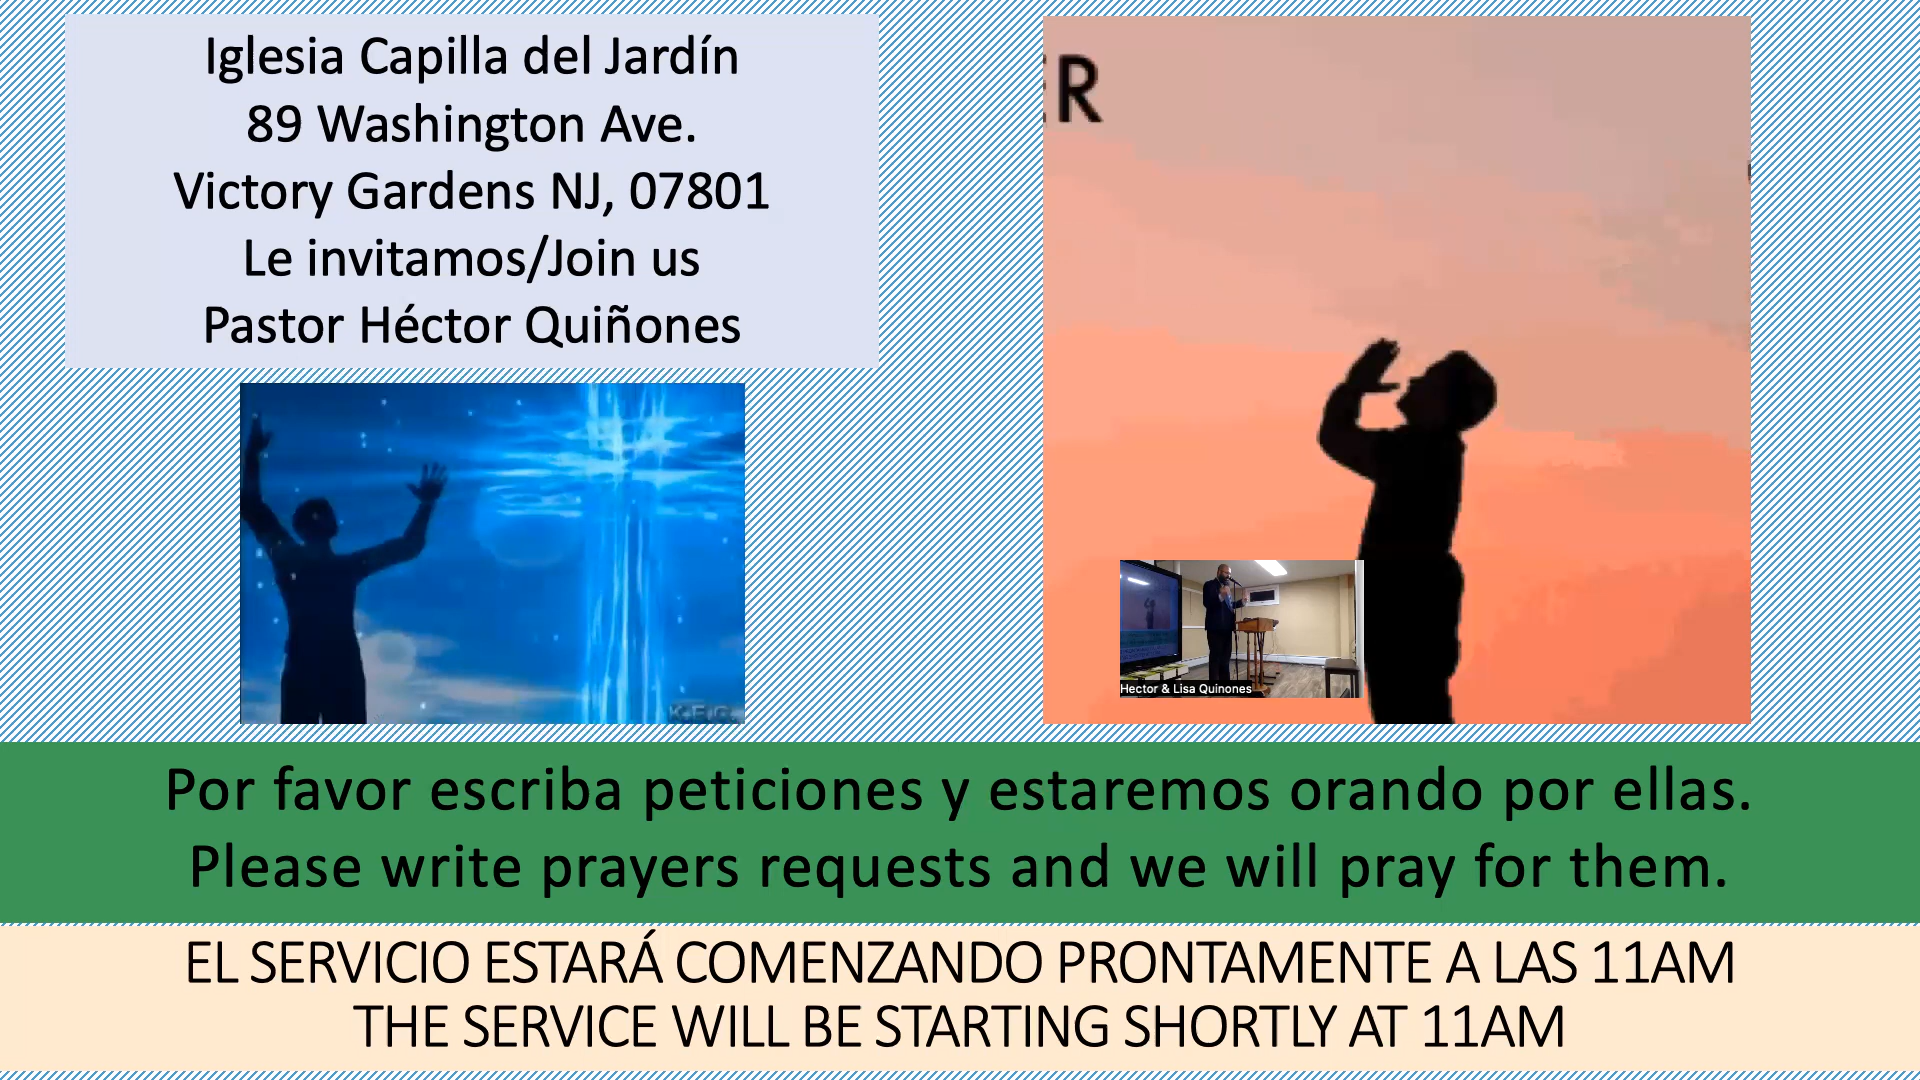 Iglesia Capilla del Jardín
89 Washington Ave.
Victory Gardens NJ, 07801
Le invitamos/Join us
Pastor Héctor Quiñones
ER
K.E.G.
Hector & Lisa Quinones
Por favor escriba peticiones y estaremos orando por ellas.
Please write prayers requests and we will pray for them.
EL SERVICIO ESTARÁ COMENZANDO PRONTAMENTE A LAS 11AM
THE SERVICE WILL BE STARTING SHORTLY AT 11AM